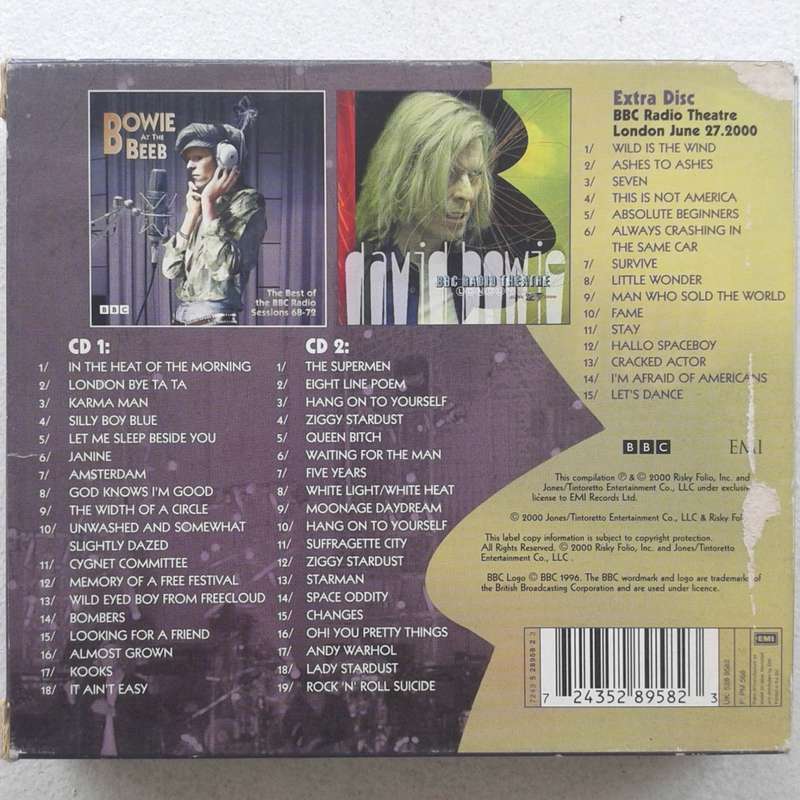 BOWIE
AT THE
BEEB
The Best of
the BBC Radio
Sessions 68-72
BBC
david bowie
BBC RADIO THEATRE
Extra Disc
BBC Radio Theatre
London June 27.2000
1/ WILD IS THE WIND
2/ ASHES TO ASHES
3/ SEVEN
4/ THIS IS NOT AMERICA
5/ ABSOLUTE BEGINNERS
6/ ALWAYS CRASHING IN
THE SAME CAR
7/ SURVIVE
8/ LITTLE WONDER
9/ MAN WHO SOLD THE WORLD
10/ FAME
11/ STAY
12/ HALLO SPACEBOY
13/ CRACKED ACTOR
14/ I'M AFRAID OF AMERICANS
15/ LET'S DANCE
CD 1:
1/ IN THE HEAT OF THE MORNING
2/ LONDON BYE TA TA
3/ KARMA MAN
4/ SILLY BOY BLUE
5/ LET ME SLEEP BESIDE YOU
6/ JANINE
7/ AMSTERDAM
8/ GOD KNOWS I'M GOOD
9/ THE WIDTH OF A CIRCLE
10/ UNWASHED AND SOMEWHAT
SLIGHTLY DAZED
11/ CYGNET COMMITTEE
12/ MEMORY OF A FREE FESTIVAL
13/ WILD EYED BOY FROM FREECLOUD
14/ BOMBERS
15/ LOOKING FOR A FRIEND
16/ ALMOST GROWN
17/ KOOKS
18/ IT AIN'T EASY
CD 2:
1/ THE SUPERMEN
2/ EIGHT LINE POEM
3/ HANG ON TO YOURSELF
4/ ZIGGY STARDUST
5/ QUEEN BITCH
6/ WAITING FOR THE MAN
7/ FIVE YEARS
8/ WHITE LIGHT/WHITE HEAT
9/ MOONAGE DAYDREAM
10/ HANG ON TO YOURSELF
11/ SUFFRAGETTE CITY
12/ ZIGGY STARDUST
13/ STARMAN
14/ SPACE ODDITY
15/ CHANGES
16/ OH! YOU PRETTY THINGS
17/ ANDY WARHOL
18/ LADY STARDUST
19/ ROCK 'N' ROLL SUICIDE
BBC EMI
This compilation ℗ & © 2000 Risky Folio, Inc. and
Jones/Tintoretto Entertainment Co., LLC under exclusive
license to EMI Records Ltd.
© 2000 Jones/Tintoretto Entertainment Co., LLC & Risky Fol
This label copy information is subject to copyright protection.
All Rights Reserved. © 2000 Risky Folio, Inc. and Jones/Tintoretto
Entertainment Co., LLC .
BBC Logo © BBC 1996. The BBC wordmark and logo are trademarks of
the British Broadcasting Corporation and are used under licence.
7243 5 28958 2 3
7 24352 89582 3
EMI